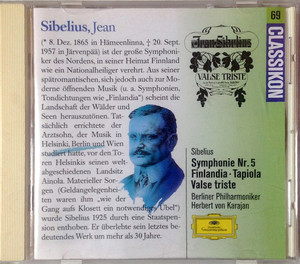 Sibelius, Jean
(* 8. Dez. 1865 in Hämeenlinna, † 20. Sept.
1957 in Järvenpää) ist der große Symphoni-
ker des Nordens, in seiner Heimat Finnland
wie ein Nationalheiliger verehrt. Aus seiner
spätromantischen, sich jedoch auch zur Mo-
derne öffnenden Musik (u. a. Symphonien,
Tondichtungen wie „Finlandia“) scheint die
Landschaft der Wälder und
Seen herauszutönen. Tat-
sächlich errichtete der
Arztsohn, der Musik in
Helsinki, Berlin und Wien
studiert hatte, vor den To-
ren Helsinkis seinen welt-
abgeschiedenen Landsitz
Ainola. Materieller Sor-
gen (Geldangelegenhei-
ten waren ihm „wie der
Gang aufs Klosett ein notwendiges Übel“)
wurde Sibelius 1925 durch eine Staatspen-
sion enthoben. Er überlebte sein letztes be-
deutendes Werk um mehr als 30 Jahre.
Jean Sibelius
VALSE TRISTE
69
CLASSIKON
Sibelius
Symphonie Nr. 5
Finlandia · Tapiola
Valse triste
Berliner Philharmoniker
Herbert von Karajan
Deutsche
Grammophon